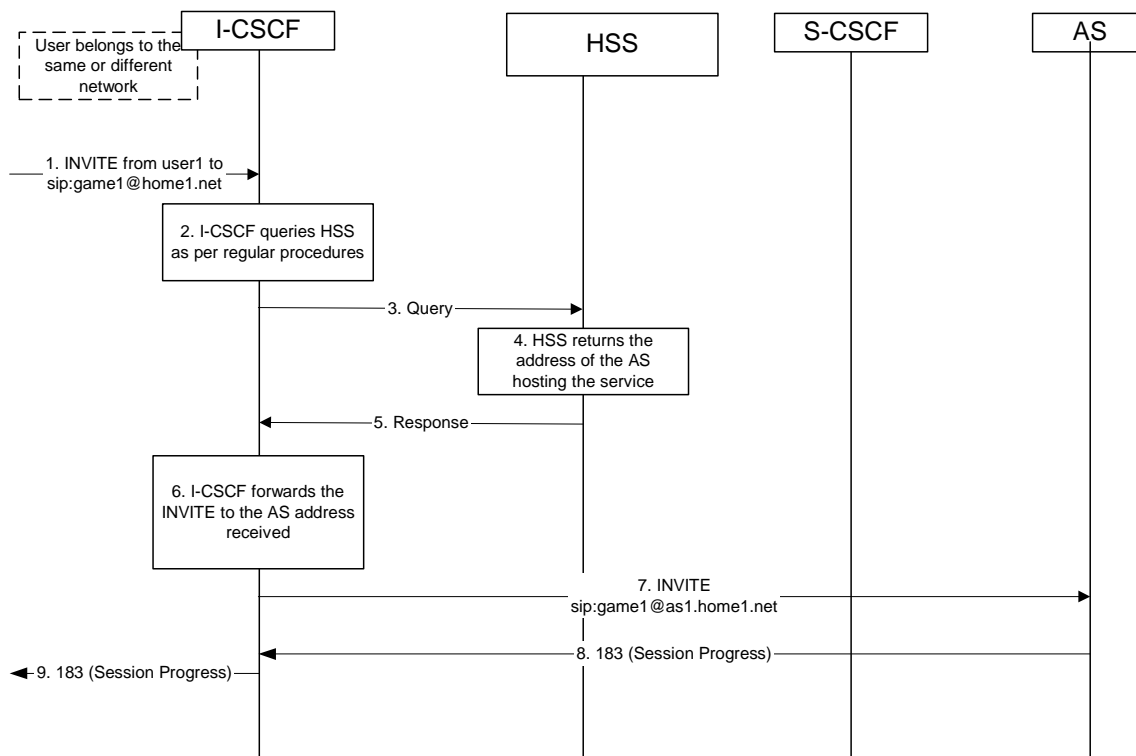 I-CSCF
HSS
S-CSCF
AS
User belongs to the
same or different
network
1. INVITE from user1 to
sip:game1@home1.net
2. I-CSCF queries HSS
as per regular procedures
3. Query
4. HSS returns the
address of the AS
hosting the service
5. Response
6. I-CSCF forwards the
INVITE to the AS address
received
7. INVITE
sip:game1@as1.home1.net
8. 183 (Session Progress)
9. 183 (Session Progress)